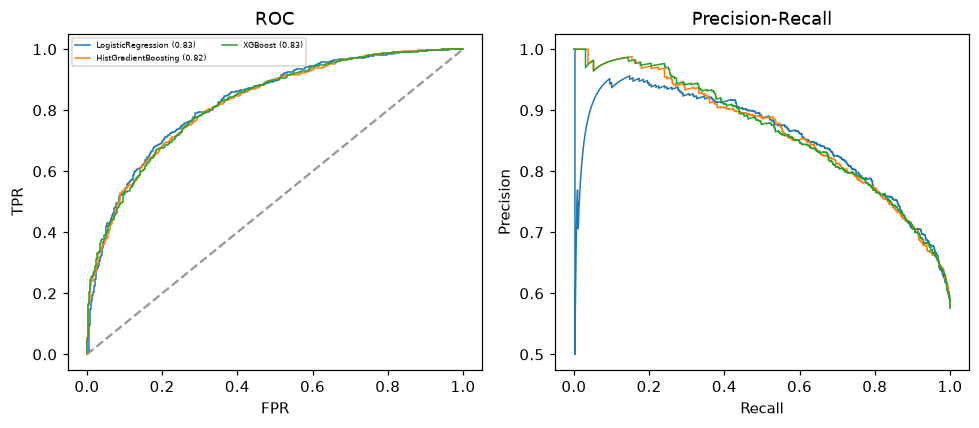 ROC
LogisticRegression (0.83)
HistGradientBoosting (0.82)
XGBoost (0.83)
1.0
0.8
0.6
0.4
0.2
0.0
TPR
0.0 0.2 0.4 0.6 0.8 1.0
FPR
Precision-Recall
1.0
0.9
0.8
0.7
0.6
0.5
Precision
0.0 0.2 0.4 0.6 0.8 1.0
Recall